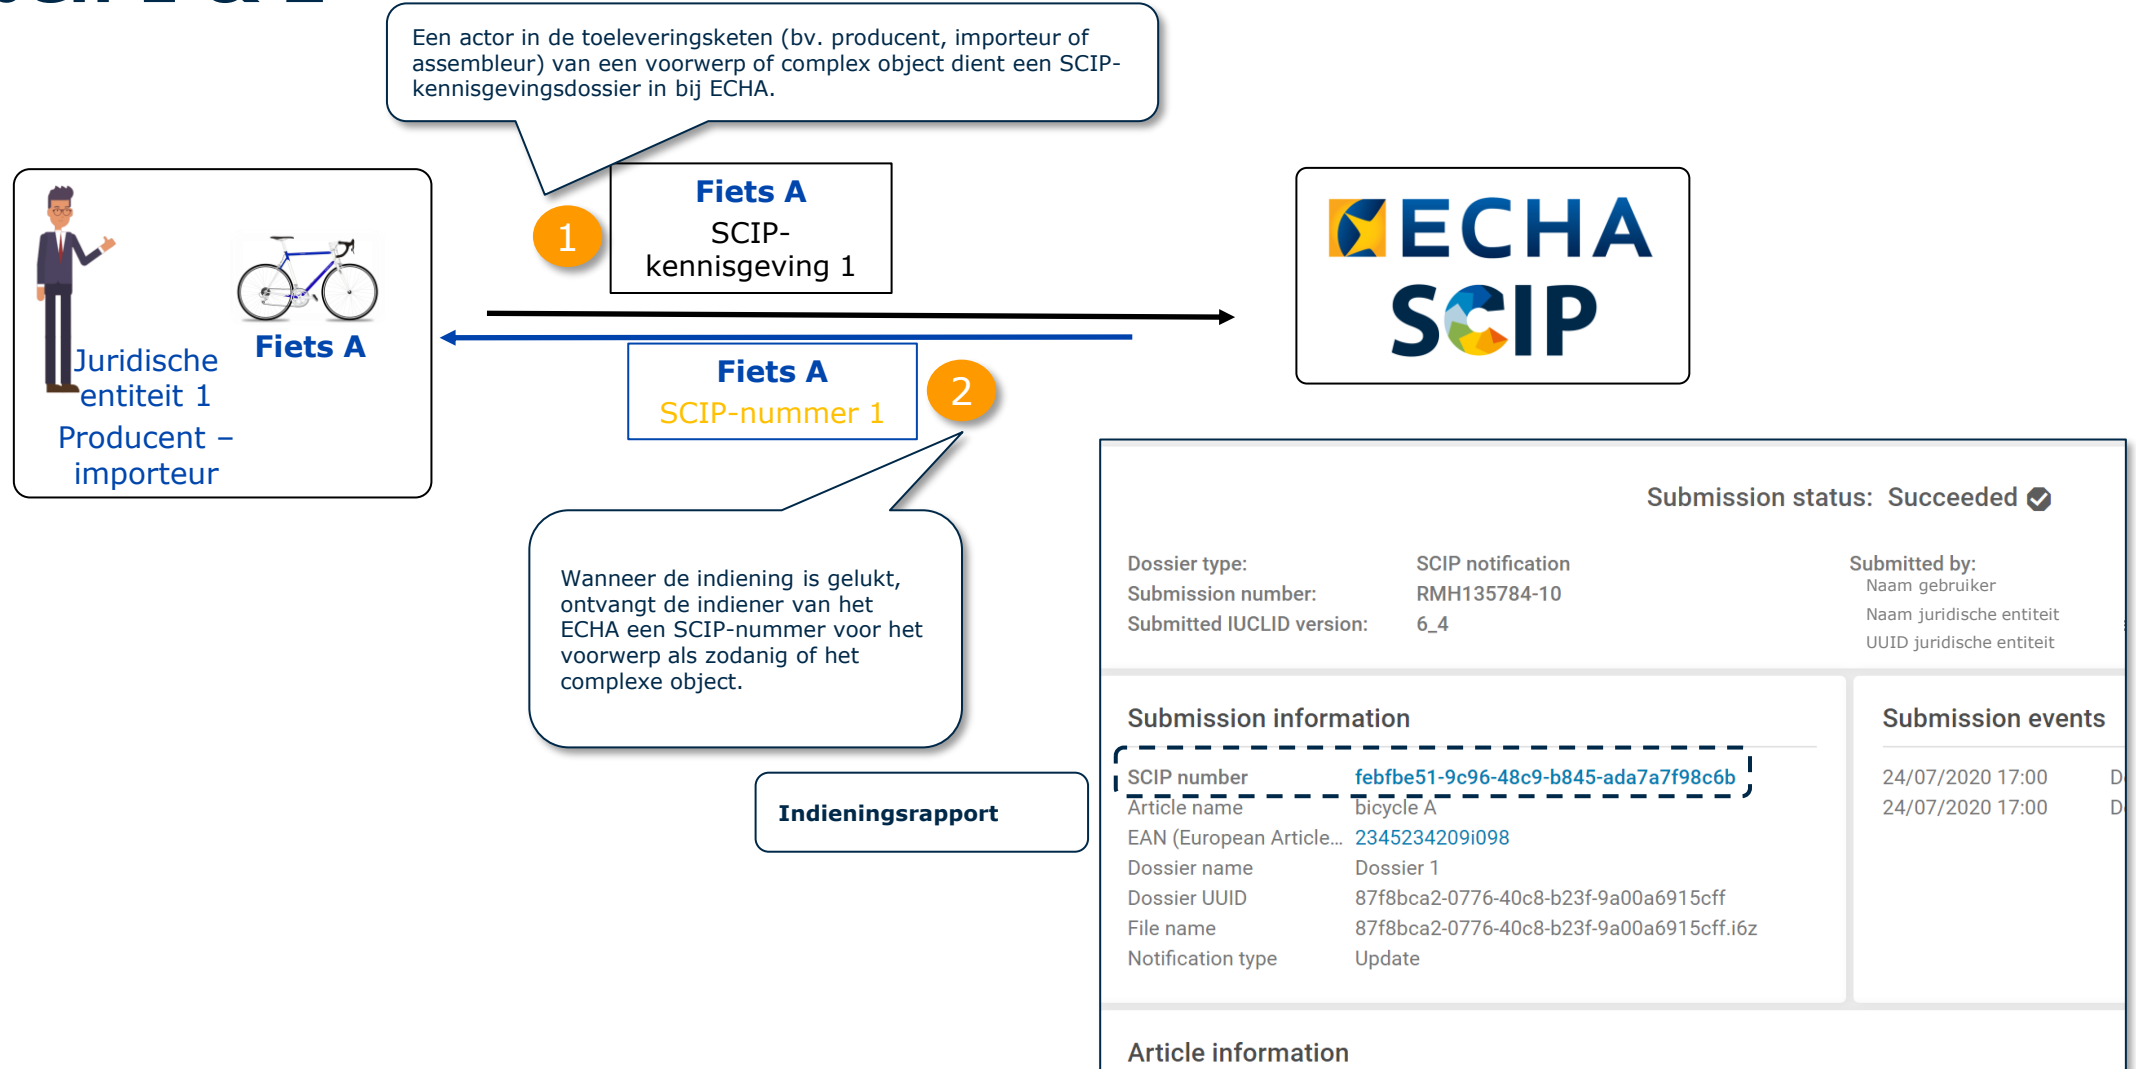 Een actor in de toeleveringsketen (bv. producent, importeur of
assembleur) van een voorwerp of complex object dient een SCIP-
kennisgevingsdossier in bij ECHA.
Fiets A
SCIP-
kennisgeving 1
1
ECHA
SCIP
Fiets A
Juridische
entiteit 1
Producent –
importeur
Fiets A
SCIP-nummer 1
2
Wanneer de indiening is gelukt,
ontvangt de indiener van het
ECHA een SCIP-nummer voor het
voorwerp als zodanig of het
complexe object.
Indieningsrapport
Submission status: Succeeded
Dossier type: SCIP notification
Submission number: RMH135784-10
Submitted IUCLID version: 6_4
Submitted by:
Naam gebruiker
Naam juridische entiteit
UUID juridische entiteit
Submission information
SCIP number febfbe51-9c96-48c9-b845-ada7a7f98c6b
Article name bicycle A
EAN (European Article... 2345234209i098
Dossier name Dossier 1
Dossier UUID 87f8bca2-0776-40c8-b23f-9a00a6915cff
File name 87f8bca2-0776-40c8-b23f-9a00a6915cff.i6z
Notification type Update
Submission events
24/07/2020 17:00
24/07/2020 17:00
Article information